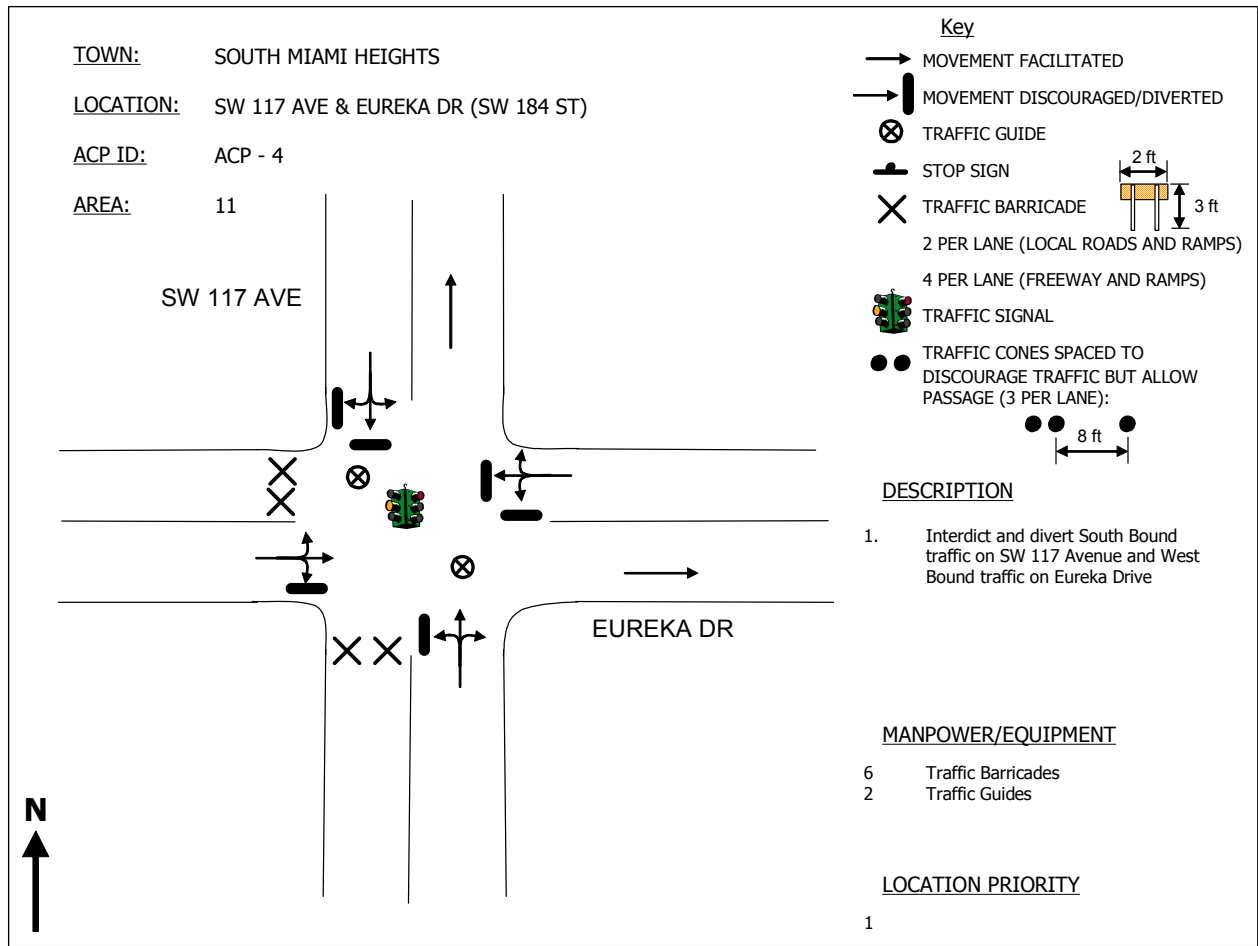 TOWN: SOUTH MIAMI HEIGHTS
LOCATION: SW 117 AVE & EUREKA DR (SW 184 ST)
ACP ID: ACP - 4
AREA: 11
SW 117 AVE
EUREKA DR
N
Key
MOVEMENT FACILITATED
MOVEMENT DISCOURAGED/DIVERTED
TRAFFIC GUIDE
STOP SIGN
2 ft
TRAFFIC BARRICADE
3 ft
2 PER LANE (LOCAL ROADS AND RAMPS)
4 PER LANE (FREEWAY AND RAMPS)
TRAFFIC SIGNAL
TRAFFIC CONES SPACED TO
DISCOURAGE TRAFFIC BUT ALLOW
PASSAGE (3 PER LANE):
8 ft
DESCRIPTION
1. Interdict and divert South Bound
traffic on SW 117 Avenue and West
Bound traffic on Eureka Drive
MANPOWER/EQUIPMENT
6 Traffic Barricades
2 Traffic Guides
LOCATION PRIORITY
1